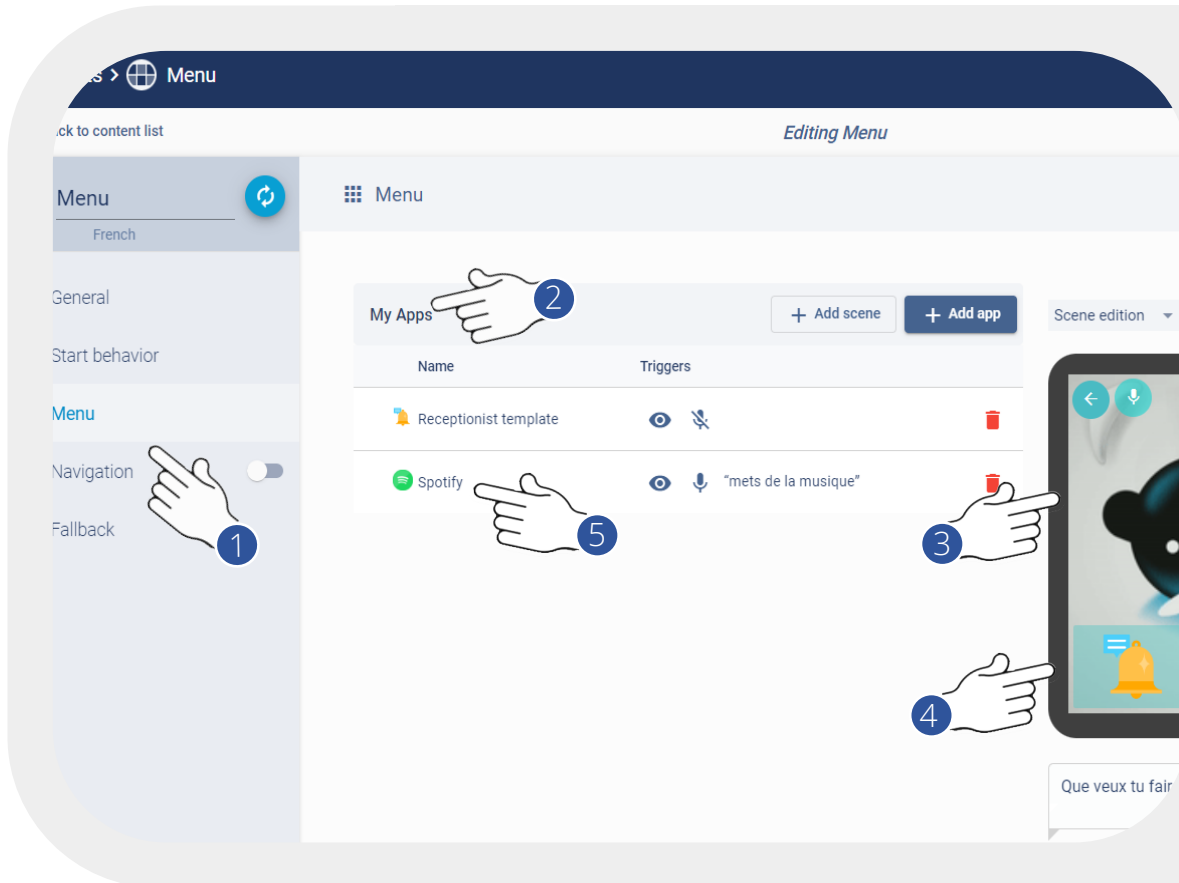 > Menu
to content list
Editing Menu
Menu
French
Menu
General
Start behavior
Menu
Navigation
Fallback
1
My Apps
2
+ Add scene
+ Add app
Scene edition
Name
Triggers
Receptionist template
Spotify
"mets de la musique"
5
3
4
Que veux tu